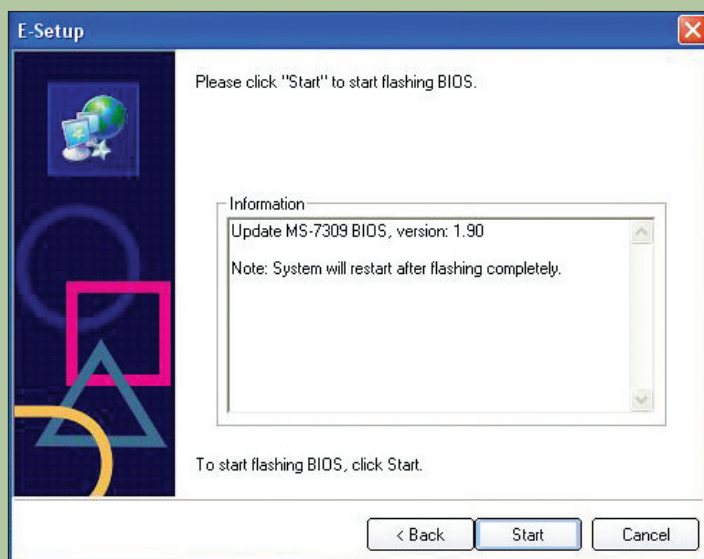 E-Setup
Please click "Start" to start flashing BIOS.
Information
Update MS-7309 BIOS, version: 1.90
Note: System will restart after flashing completely.
To start flashing BIOS, click Start.
< Back
Start
Cancel